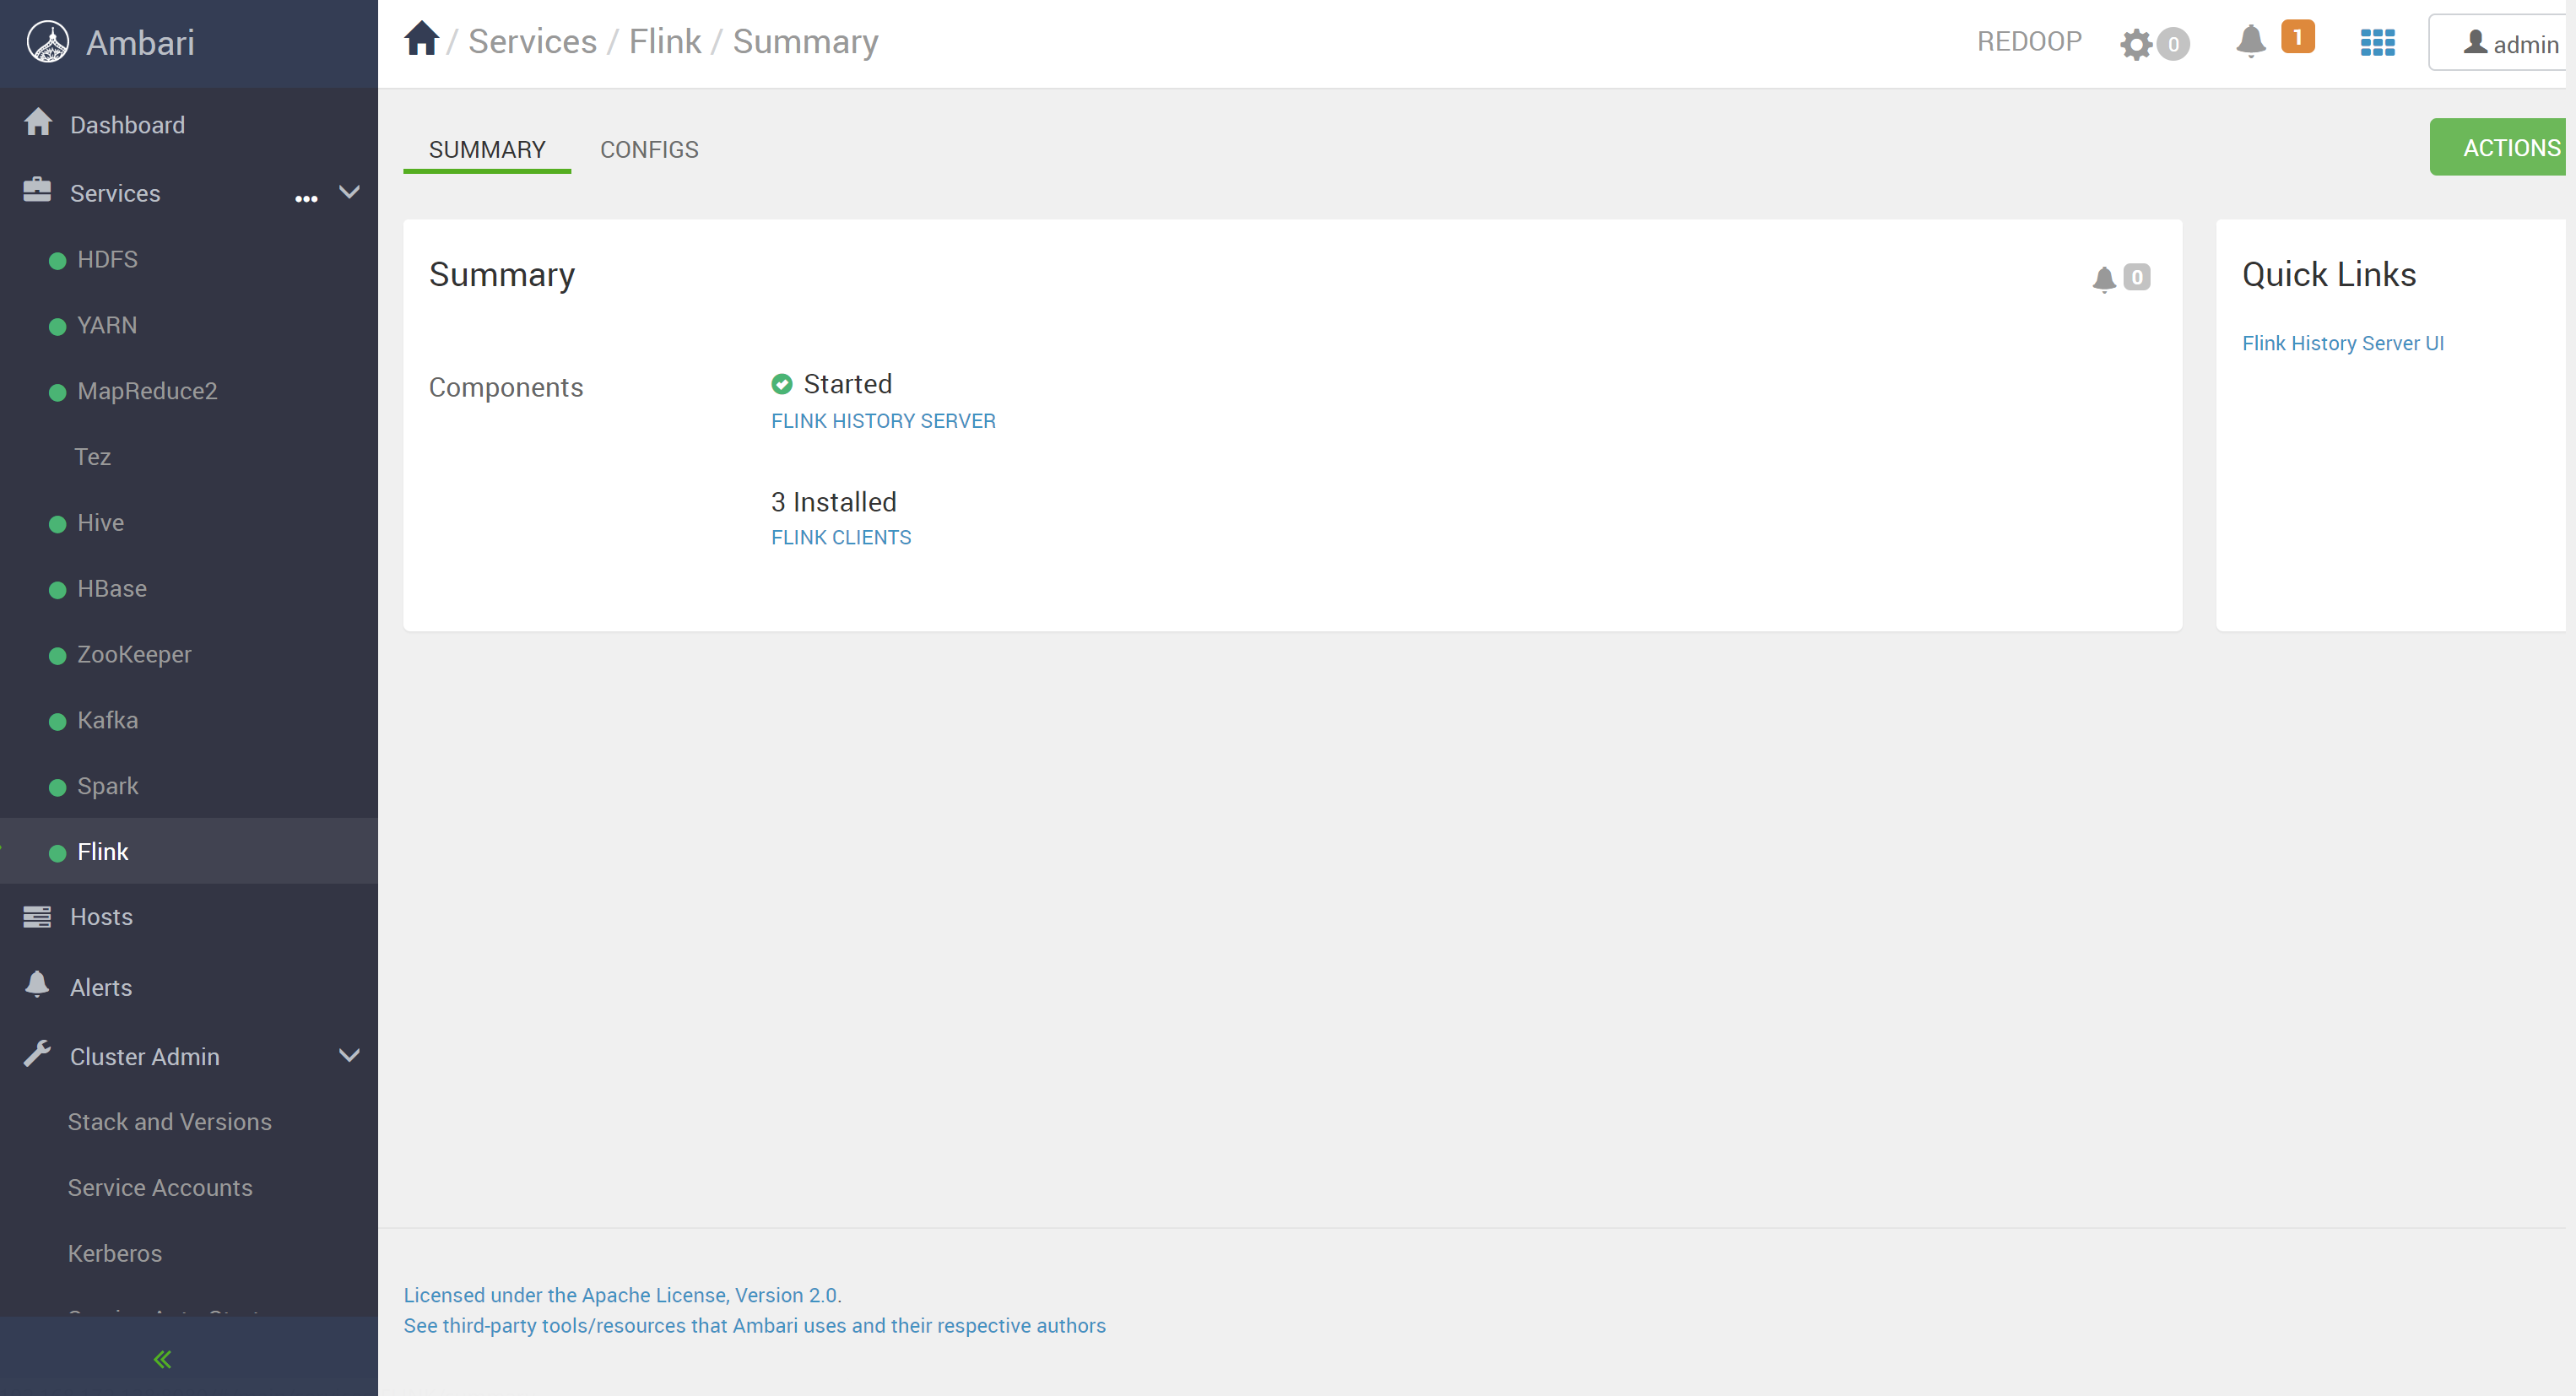 Ambari
/ Services / Flink / Summary
REDOOP
0
1
admin
Dashboard
Services
HDFS
YARN
MapReduce2
Tez
Hive
HBase
ZooKeeper
Kafka
Spark
Flink
Hosts
Alerts
Cluster Admin
Stack and Versions
Service Accounts
Kerberos
SUMMARY
CONFIGS
ACTIONS
Summary
0
Components
Started
FLINK HISTORY SERVER
3 Installed
FLINK CLIENTS
Quick Links
Flink History Server UI
Licensed under the Apache License, Version 2.0.
See third-party tools/resources that Ambari uses and their respective authors